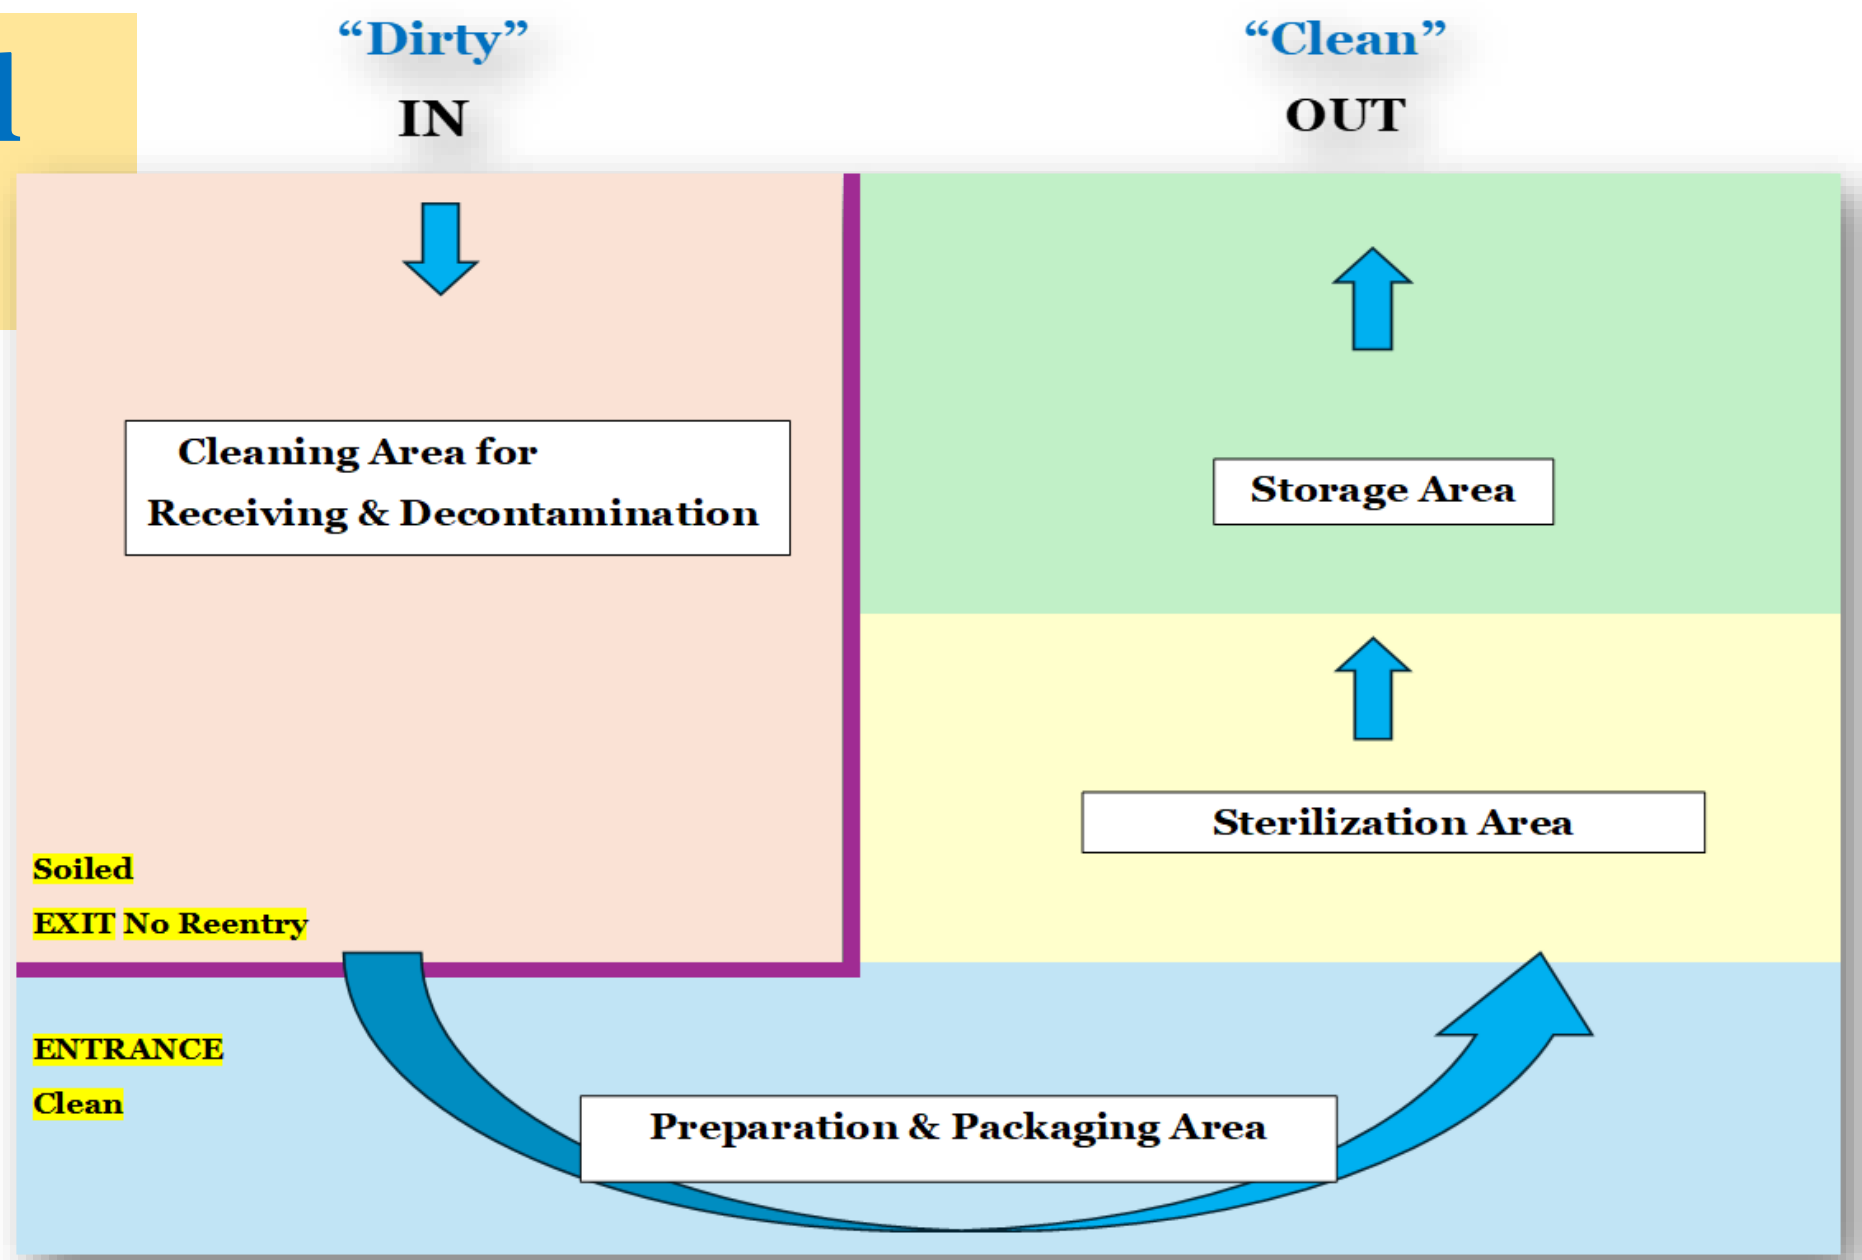 “Dirty”
IN
“Clean”
OUT
Cleaning Area for
Receiving & Decontamination
Storage Area
Sterilization Area
Soiled
EXIT No Reentry
ENTRANCE
Clean
Preparation & Packaging Area